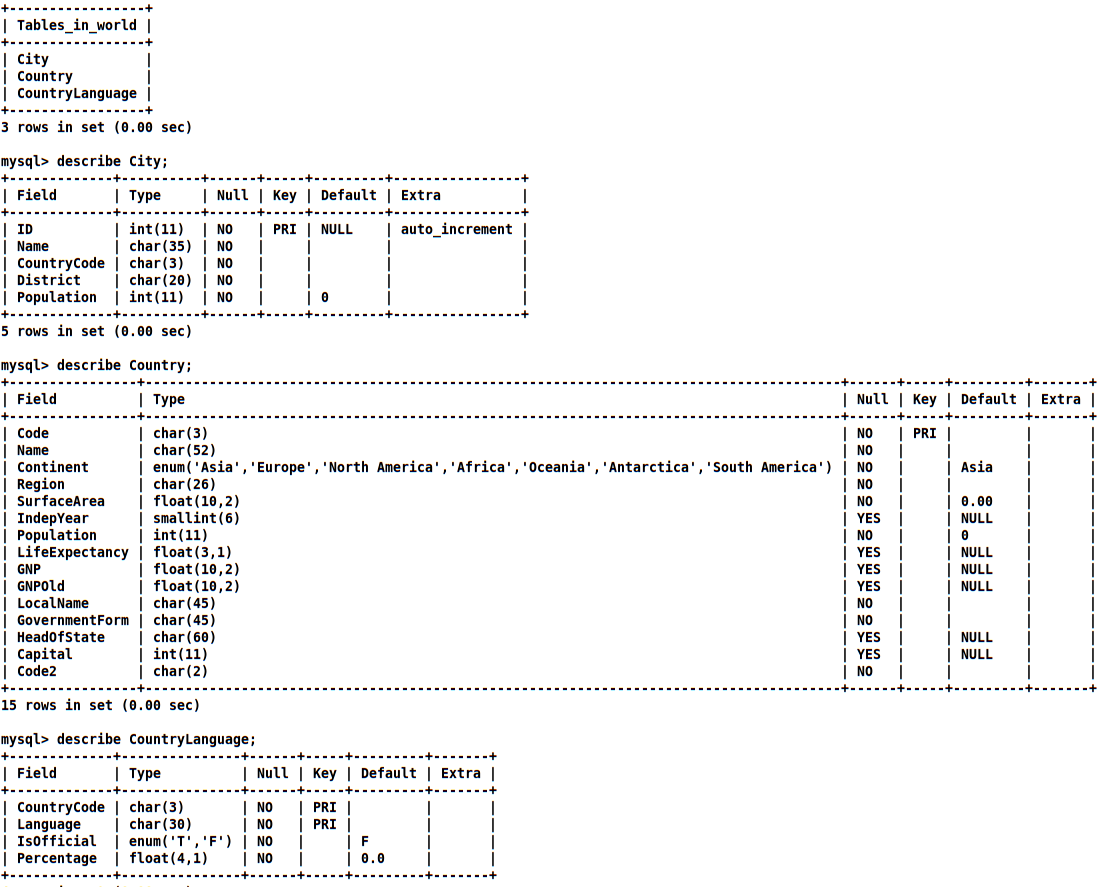 +-----------------+
| Tables_in_world |
+-----------------+
| City            |
| Country         |
| CountryLanguage |
+-----------------+
3 rows in set (0.00 sec)

mysql> describe City;
+-------------+----------+------+-----+---------+----------------+
| Field       | Type     | Null | Key | Default | Extra          |
+-------------+----------+------+-----+---------+----------------+
| ID          | int(11)  | NO   | PRI | NULL    | auto_increment |
| Name        | char(35) | NO   |     |         |                |
| CountryCode | char(3)  | NO   |     |         |                |
| District    | char(20) | NO   |     |         |                |
| Population  | int(11)  | NO   |     | 0       |                |
+-------------+----------+------+-----+---------+----------------+
5 rows in set (0.00 sec)

mysql> describe Country;
+----------------+---------------------------------------------------------------------------------------+------+-----+---------+-------+
| Field          | Type                                                                                  | Null | Key | Default | Extra |
+----------------+---------------------------------------------------------------------------------------+------+-----+---------+-------+
| Code           | char(3)                                                                               | NO   | PRI |         |       |
| Name           | char(52)                                                                              | NO   |     |         |       |
| Continent      | enum('Asia','Europe','North America','Africa','Oceania','Antarctica','South America') | NO   |     | Asia    |       |
| Region         | char(26)                                                                              | NO   |     |         |       |
| SurfaceArea    | float(10,2)                                                                           | NO   |     | 0.00    |       |
| IndepYear      | smallint(6)                                                                           | YES  |     | NULL    |       |
| Population     | int(11)                                                                               | NO   |     | 0       |       |
| LifeExpectancy | float(3,1)                                                                            | YES  |     | NULL    |       |
| GNP            | float(10,2)                                                                           | YES  |     | NULL    |       |
| GNPOld         | float(10,2)                                                                           | YES  |     | NULL    |       |
| LocalName      | char(45)                                                                              | NO   |     |         |       |
| GovernmentForm | char(45)                                                                              | NO   |     |         |       |
| HeadOfState    | char(60)                                                                              | YES  |     | NULL    |       |
| Capital        | int(11)                                                                               | YES  |     | NULL    |       |
| Code2          | char(2)                                                                               | NO   |     |         |       |
+----------------+---------------------------------------------------------------------------------------+------+-----+---------+-------+
15 rows in set (0.00 sec)

mysql> describe CountryLanguage;
+-------------+---------------+------+-----+---------+-------+
| Field       | Type          | Null | Key | Default | Extra |
+-------------+---------------+------+-----+---------+-------+
| CountryCode | char(3)       | NO   | PRI |         |       |
| Language    | char(30)      | NO   | PRI |         |       |
| IsOfficial  | enum('T','F') | NO   |     | F       |       |
| Percentage  | float(4,1)    | NO   |     | 0.0     |       |
+-------------+---------------+------+-----+---------+-------+